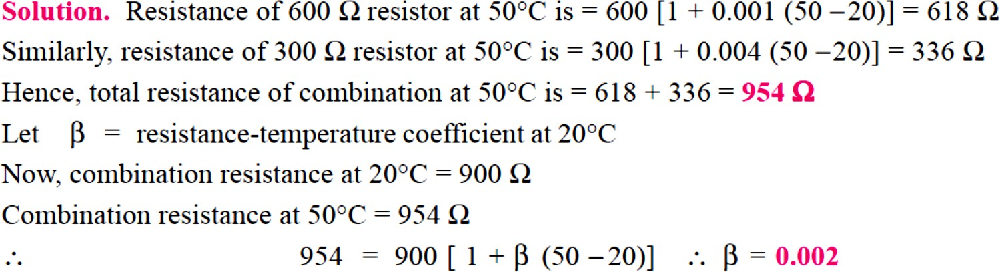 Solution. Resistance of 600 Ω resistor at 50°C is = 600 [1 + 0.001 (50 −20)] = 618 Ω
Similarly, resistance of 300 Ω resistor at 50°C is = 300 [1 + 0.004 (50 −20)] = 336 Ω
Hence, total resistance of combination at 50°C is = 618 + 336 = 954 Ω
Let β = resistance-temperature coefficient at 20°C
Now, combination resistance at 20°C = 900 Ω
Combination resistance at 50°C = 954 Ω
∴ 954 = 900 [ 1 + β (50 −20)] ∴ β = 0.002